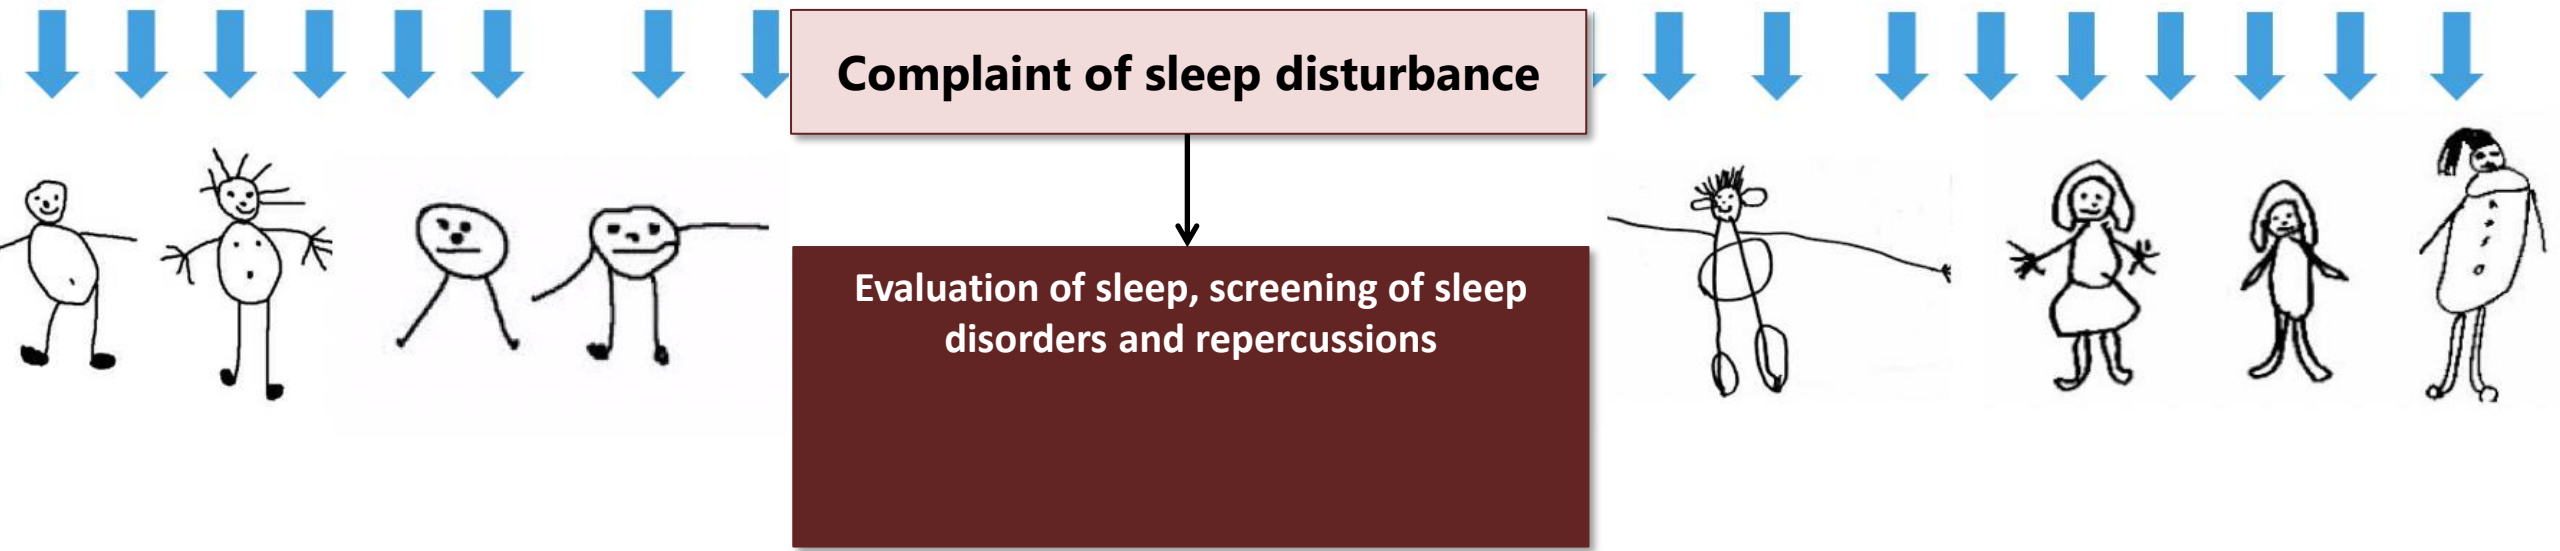 Complaint of sleep disturbance
Evaluation of sleep, screening of sleep
disorders and repercussions